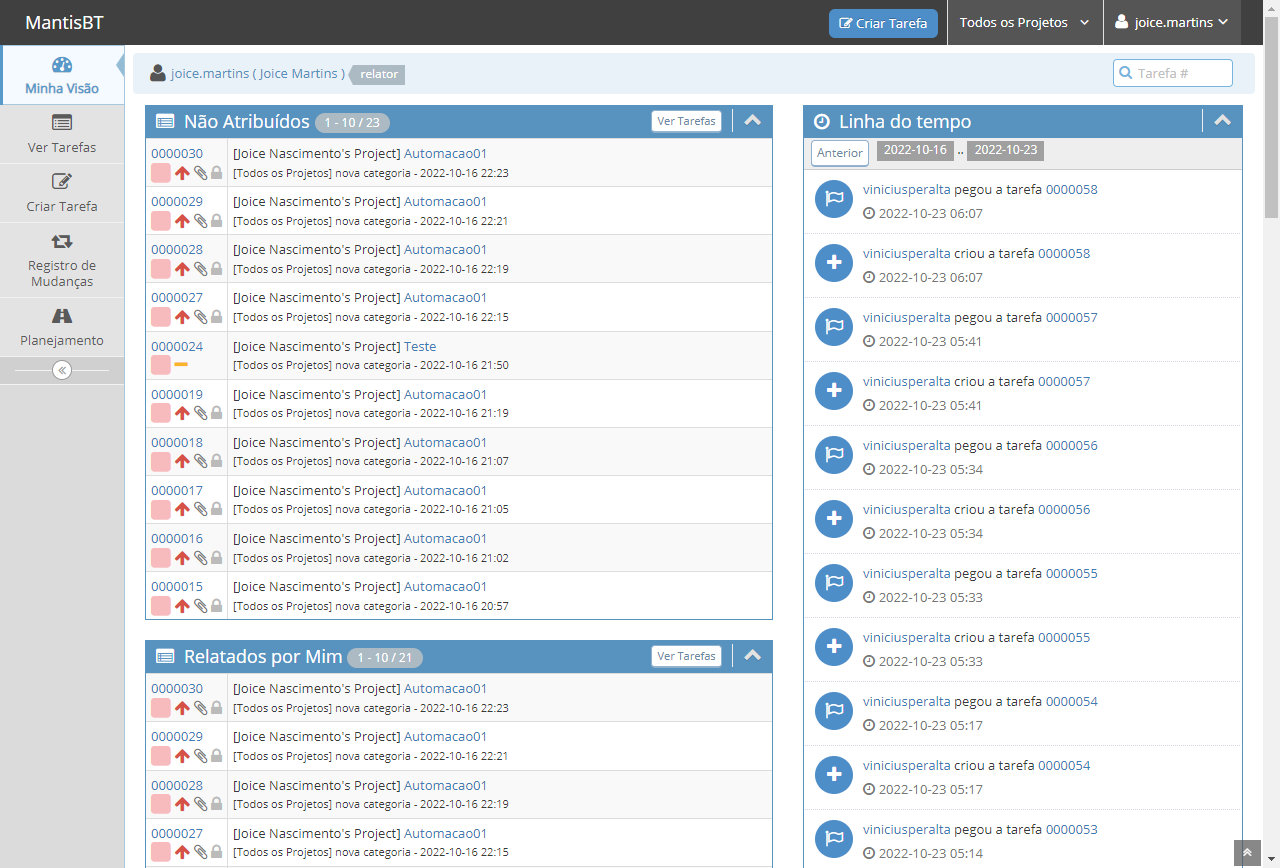 MantisBT
Criar Tarefa
Todos os Projetos
joice.martins
Minha Visão
Ver Tarefas
Criar Tarefa
Registro de
Mudanças
Planejamento
joice.martins ( Joice Martins ) relator
Tarefa #
Não Atribuídos 1 - 10 / 23 Ver Tarefas
0000030 [Joice Nascimento's Project] Automacao01
[Todos os Projetos] nova categoria - 2022-10-16 22:23
0000029 [Joice Nascimento's Project] Automacao01
[Todos os Projetos] nova categoria - 2022-10-16 22:21
0000028 [Joice Nascimento's Project] Automacao01
[Todos os Projetos] nova categoria - 2022-10-16 22:19
0000027 [Joice Nascimento's Project] Automacao01
[Todos os Projetos] nova categoria - 2022-10-16 22:15
0000024 [Joice Nascimento's Project] Teste
[Todos os Projetos] nova categoria - 2022-10-16 21:50
0000019 [Joice Nascimento's Project] Automacao01
[Todos os Projetos] nova categoria - 2022-10-16 21:19
0000018 [Joice Nascimento's Project] Automacao01
[Todos os Projetos] nova categoria - 2022-10-16 21:07
0000017 [Joice Nascimento's Project] Automacao01
[Todos os Projetos] nova categoria - 2022-10-16 21:05
0000016 [Joice Nascimento's Project] Automacao01
[Todos os Projetos] nova categoria - 2022-10-16 21:02
0000015 [Joice Nascimento's Project] Automacao01
[Todos os Projetos] nova categoria - 2022-10-16 20:57
Relatados por Mim 1 - 10 / 21 Ver Tarefas
0000030 [Joice Nascimento's Project] Automacao01
[Todos os Projetos] nova categoria - 2022-10-16 22:23
0000029 [Joice Nascimento's Project] Automacao01
[Todos os Projetos] nova categoria - 2022-10-16 22:21
0000028 [Joice Nascimento's Project] Automacao01
[Todos os Projetos] nova categoria - 2022-10-16 22:19
0000027 [Joice Nascimento's Project] Automacao01
[Todos os Projetos] nova categoria - 2022-10-16 22:15
Linha do tempo
Anterior 2022-10-16 .. 2022-10-23
viniciusperalta pegou a tarefa 0000058
2022-10-23 06:07
viniciusperalta criou a tarefa 0000058
2022-10-23 06:07
viniciusperalta pegou a tarefa 0000057
2022-10-23 05:41
viniciusperalta criou a tarefa 0000057
2022-10-23 05:41
viniciusperalta pegou a tarefa 0000056
2022-10-23 05:34
viniciusperalta criou a tarefa 0000056
2022-10-23 05:34
viniciusperalta pegou a tarefa 0000055
2022-10-23 05:33
viniciusperalta criou a tarefa 0000055
2022-10-23 05:33
viniciusperalta pegou a tarefa 0000054
2022-10-23 05:17
viniciusperalta criou a tarefa 0000054
2022-10-23 05:17
viniciusperalta pegou a tarefa 0000053
2022-10-23 05:14